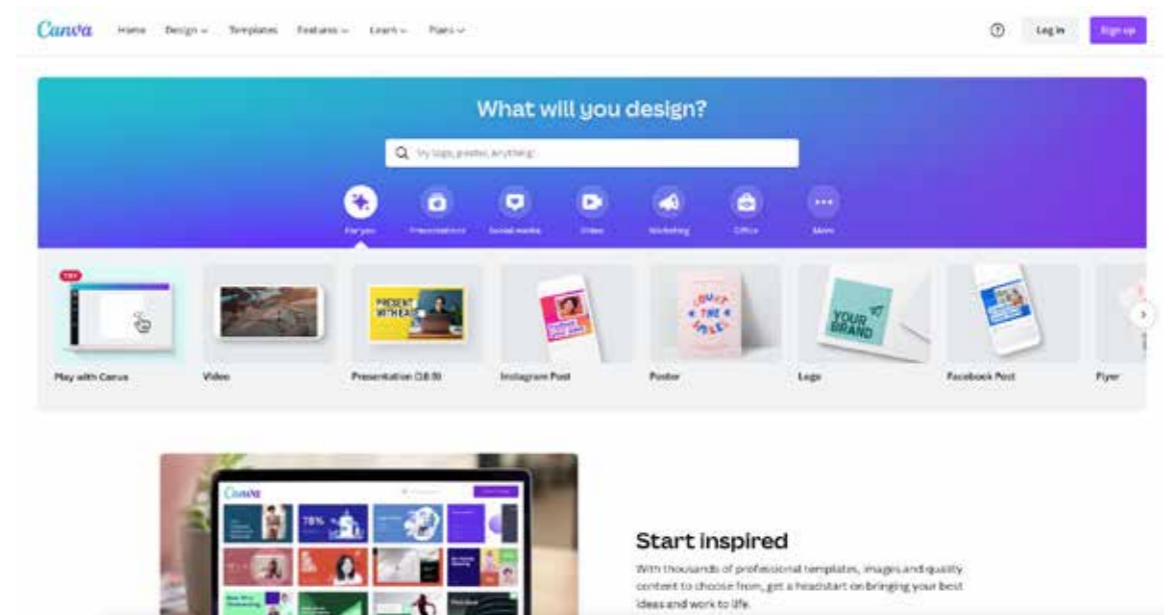 Canva Home Design Templates Features Learn Plans
Log in Sign up
What will you design?
Try logo, poster, anything!
For you Presentations Social media Video Marketing Office More
TRY
PRESENT WITH EASE
COUNT THE SMILES
YOUR BRAND
Play with Canva Video Presentation (16:9) Instagram Post Poster Logo Facebook Post Flyer
Canva
78%
Start inspired
With thousands of professional templates, images and quality
content to choose from, get a headstart on bringing your best
ideas and work to life.